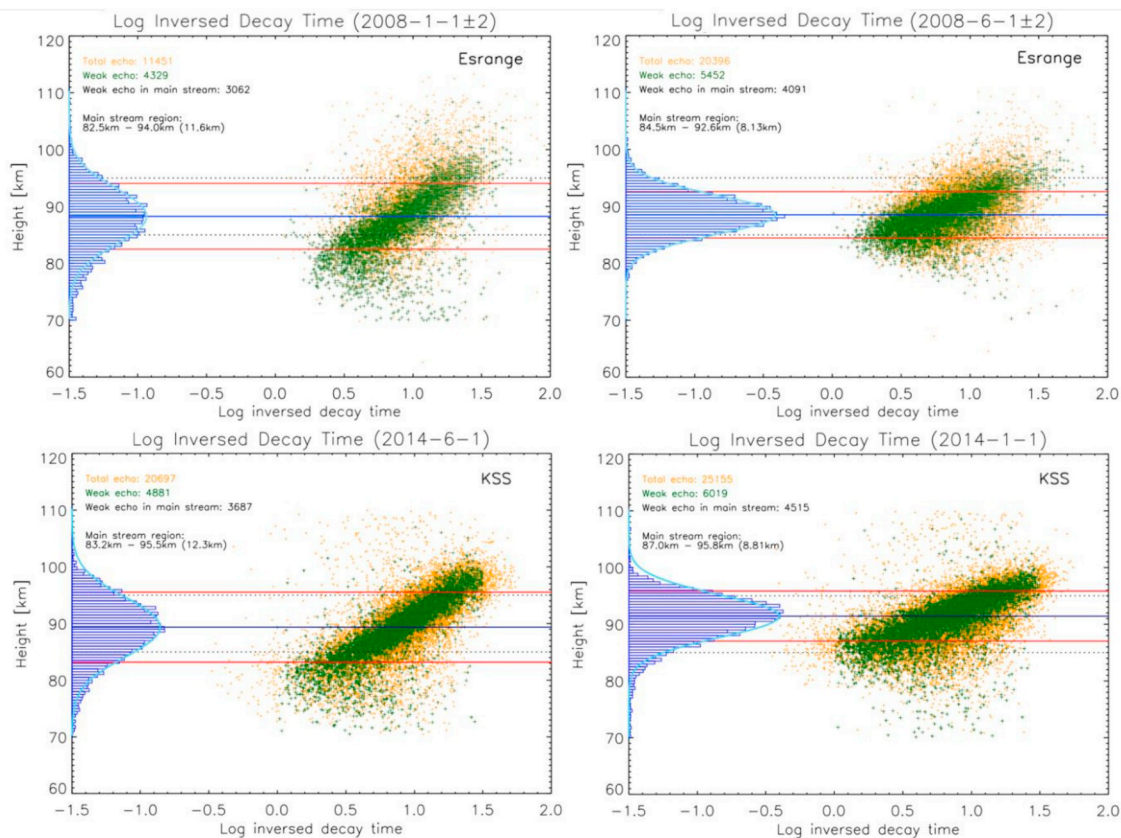 Log Inversed Decay Time (2008-1-1±2)
120
110
100
90
80
70
60
Height [km]
Total echo: 11451
Weak echo: 4329
Weak echo in main stream: 3062
Main stream region:
82.5km - 94.0km (11.6km)
Esrange
-1.5 -1.0 -0.5 0.0 0.5 1.0 1.5 2.0
Log inversed decay time
Log Inversed Decay Time (2008-6-1±2)
120
110
100
90
80
70
60
Height [km]
Total echo: 20396
Weak echo: 5452
Weak echo in main stream: 4091
Main stream region:
84.5km - 92.6km (8.13km)
Esrange
-1.5 -1.0 -0.5 0.0 0.5 1.0 1.5 2.0
Log inversed decay time
Log Inversed Decay Time (2014-6-1)
120
110
100
90
80
70
60
Height [km]
Total echo: 20697
Weak echo: 4881
Weak echo in main stream: 3687
Main stream region:
83.2km - 95.5km (12.3km)
KSS
-1.5 -1.0 -0.5 0.0 0.5 1.0 1.5 2.0
Log inversed decay time
Log Inversed Decay Time (2014-1-1)
120
110
100
90
80
70
60
Height [km]
Total echo: 25155
Weak echo: 6019
Weak echo in main stream: 4515
Main stream region:
87.0km - 95.8km (8.81km)
KSS
-1.5 -1.0 -0.5 0.0 0.5 1.0 1.5 2.0
Log inversed decay time